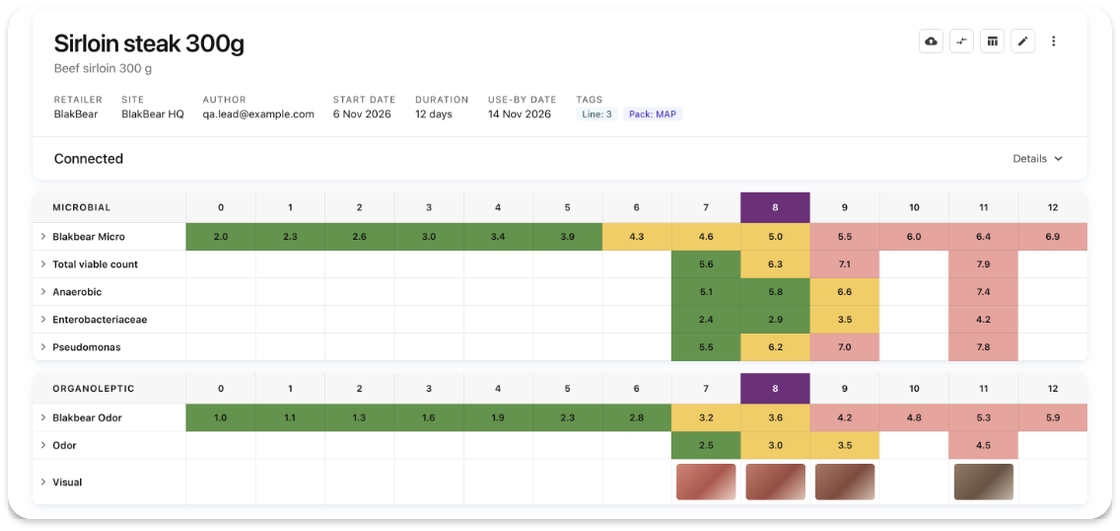 Sirloin steak 300g
Beef sirloin 300 g
RETAILER SITE AUTHOR START DATE DURATION USE-BY DATE TAGS
BlakBear BlakBear HQ qa.lead@example.com 6 Nov 2026 12 days 14 Nov 2026 Line: 3 Pack: MAP
Connected Details
MICROBIAL 0 1 2 3 4 5 6 7 8 9 10 11 12
Blakbear Micro 2.0 2.3 2.6 3.0 3.4 3.9 4.3 4.6 5.0 5.5 6.0 6.4 6.9
Total viable count 5.6 6.3 7.1 7.9
Anaerobic 5.1 5.8 6.6 7.4
Enterobacteriaceae 2.4 2.9 3.5 4.2
Pseudomonas 5.5 6.2 7.0 7.8
ORGANOLEPTIC 0 1 2 3 4 5 6 7 8 9 10 11 12
Blakbear Odor 1.0 1.1 1.3 1.6 1.9 2.3 2.8 3.2 3.6 4.2 4.8 5.3 5.9
Odor 2.5 3.0 3.5 4.5
Visual